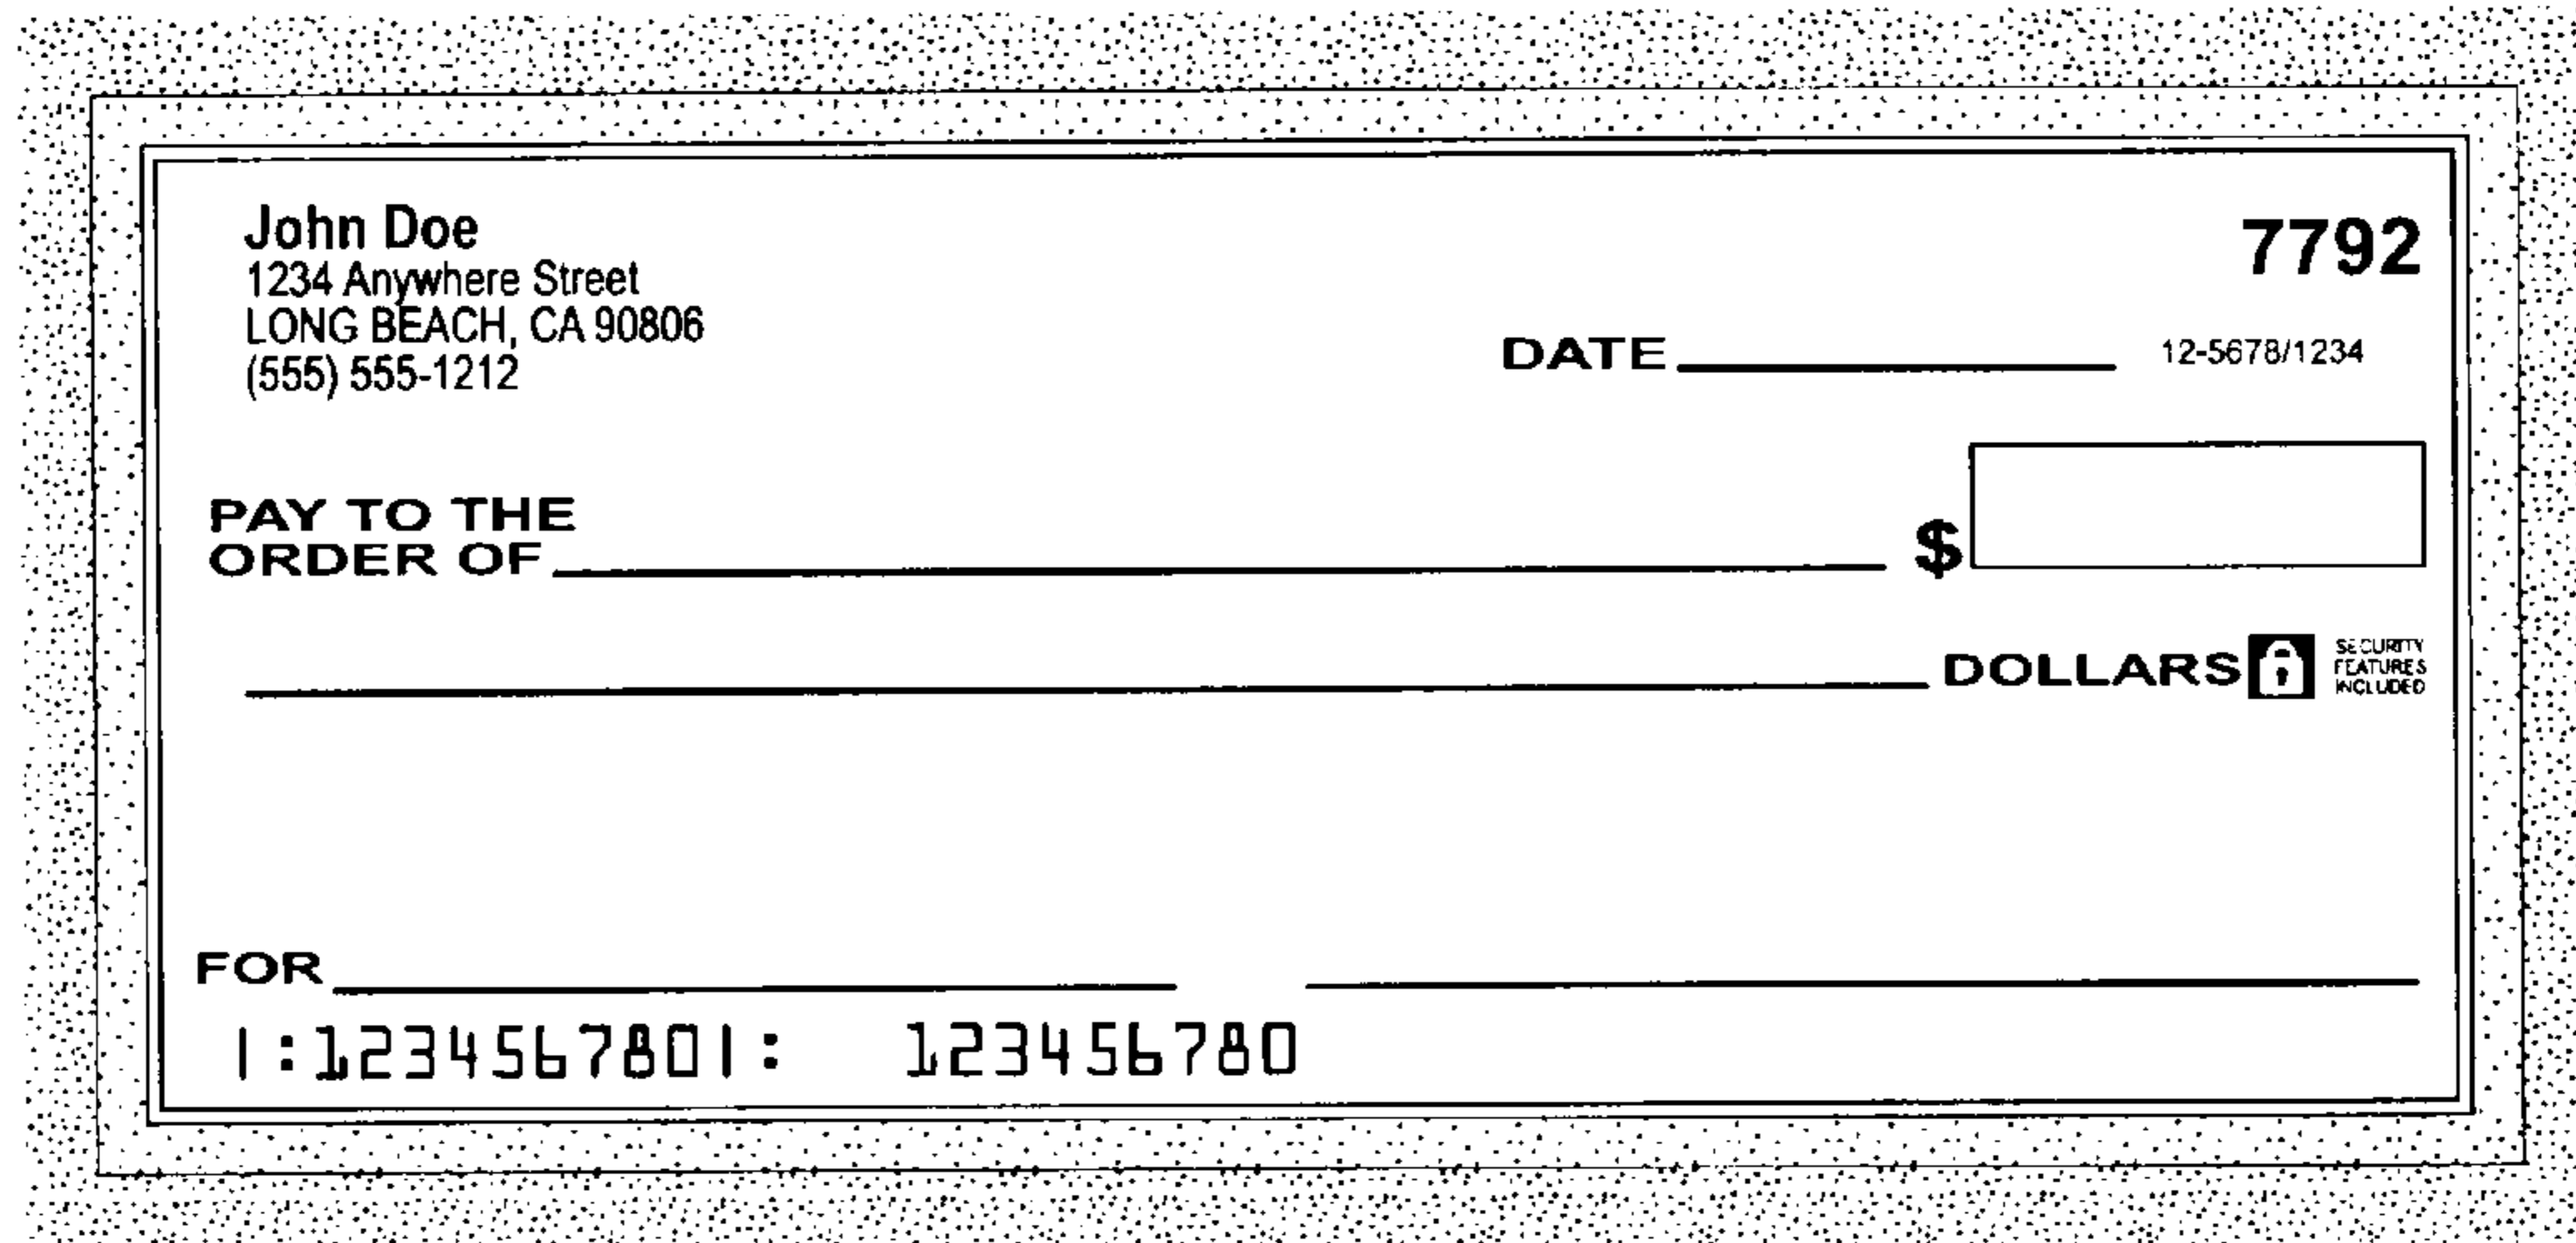 John Doe
1234 Anywhere Street
LONG BEACH, CA 90806
(555) 555-1212
7792
DATE
12-5678/1234
PAY TO THE
ORDER OF
$
DOLLARS
SECURITY
FEATURES
INCLUDED
FOR
|:123456780|: 123456780